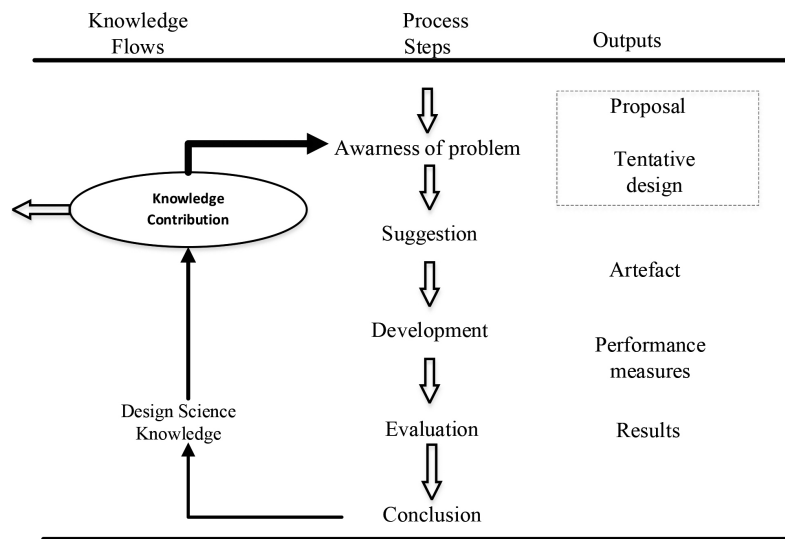 Knowledge
Flows
Process
Steps
Outputs
Proposal
Awarness of problem
Tentative
design
Knowledge
Contribution
Suggestion
Artefact
Development
Performance
measures
Design Science
Knowledge
Evaluation
Results
Conclusion